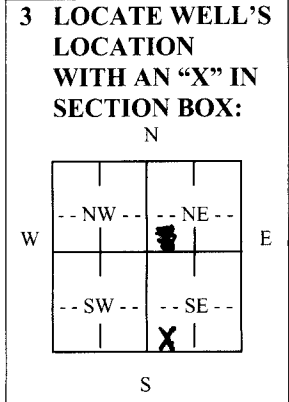 3 LOCATE WELL'S
LOCATION
WITH AN “X” IN
SECTION BOX:
N
- - NW - - - - NE - -
W E
- - SW - - - - SE - -
X
S